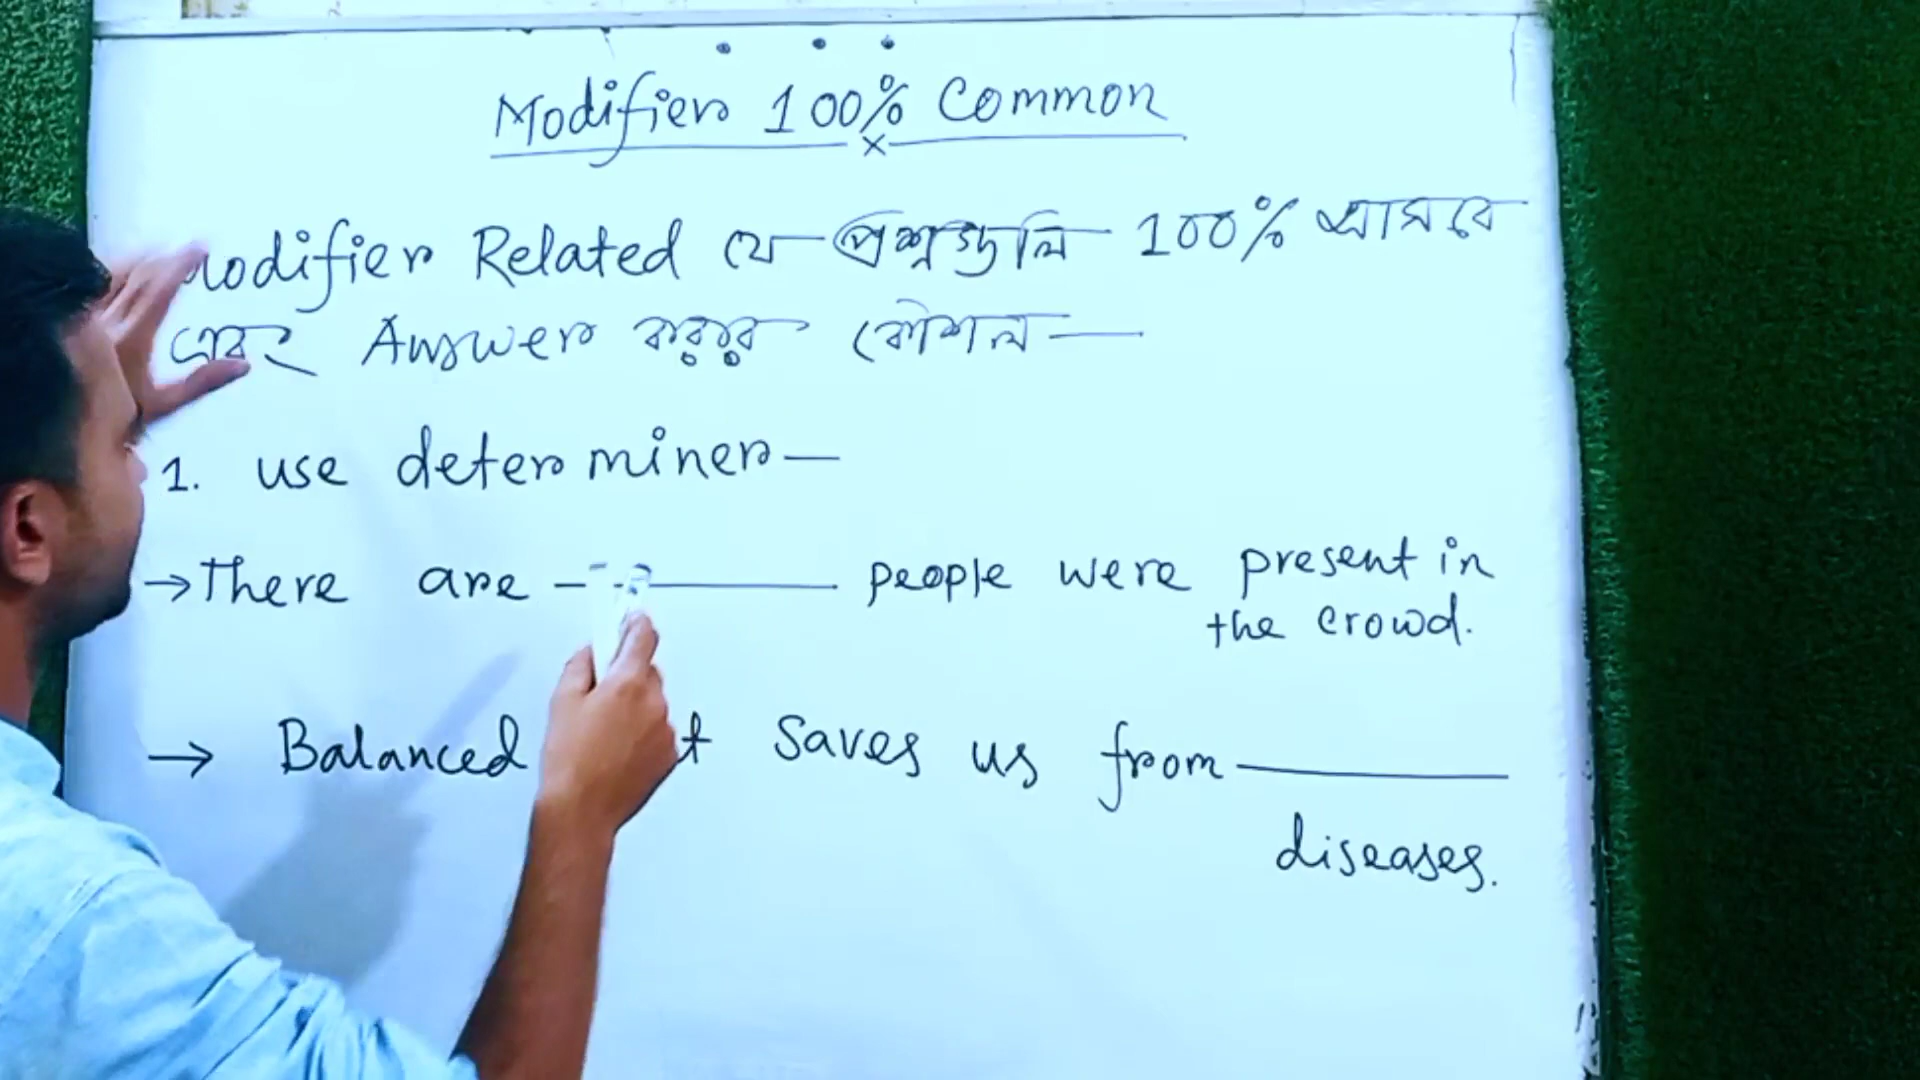 Modifier 100% Common
Modifier Related যে প্রশ্নগুলি 100% আসবে
এবং Answer করার কৌশল
1. use determiner
→ There are people were present in
the crowd.
→ Balanced saves us from
diseases.